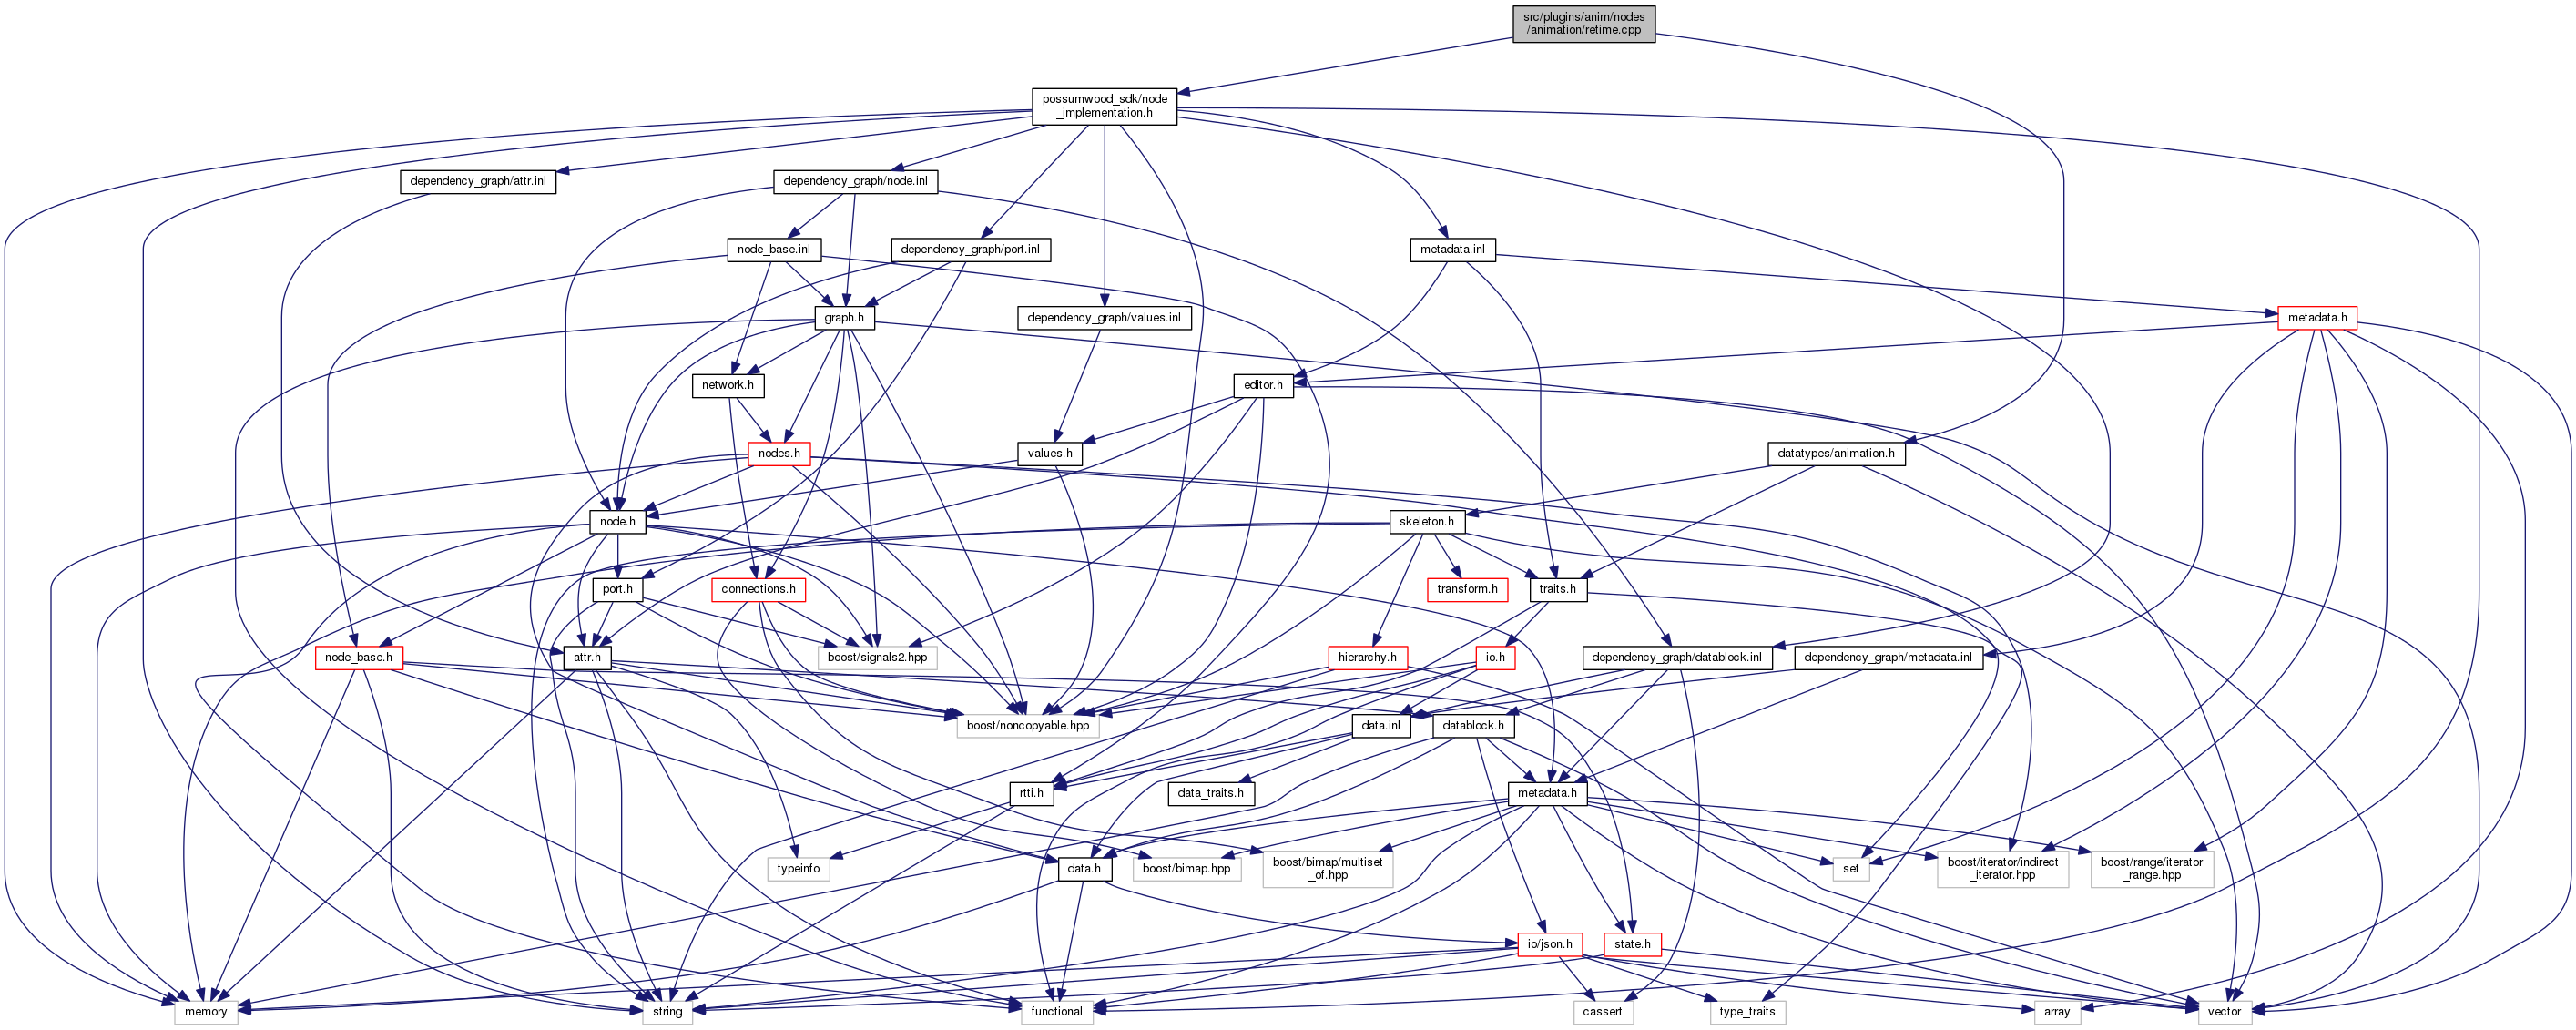 src/plugins/anim/nodes
/animation/retime.cpp
possumwood_sdk/node
_implementation.h
dependency_graph/attr.inl
dependency_graph/node.inl
node_base.inl
dependency_graph/port.inl
metadata.inl
graph.h
dependency_graph/values.inl
metadata.h
network.h
editor.h
nodes.h
values.h
datatypes/animation.h
node.h
skeleton.h
port.h
connections.h
transform.h
traits.h
node_base.h
attr.h
boost/signals2.hpp
hierarchy.h
io.h
dependency_graph/datablock.inl
dependency_graph/metadata.inl
boost/noncopyable.hpp
data.inl
datablock.h
rtti.h
data_traits.h
metadata.h
typeinfo
data.h
boost/bimap.hpp
boost/bimap/multiset
_of.hpp
set
boost/iterator/indirect
_iterator.hpp
boost/range/iterator
_range.hpp
io/json.h
state.h
memory
string
functional
cassert
type_traits
array
vector